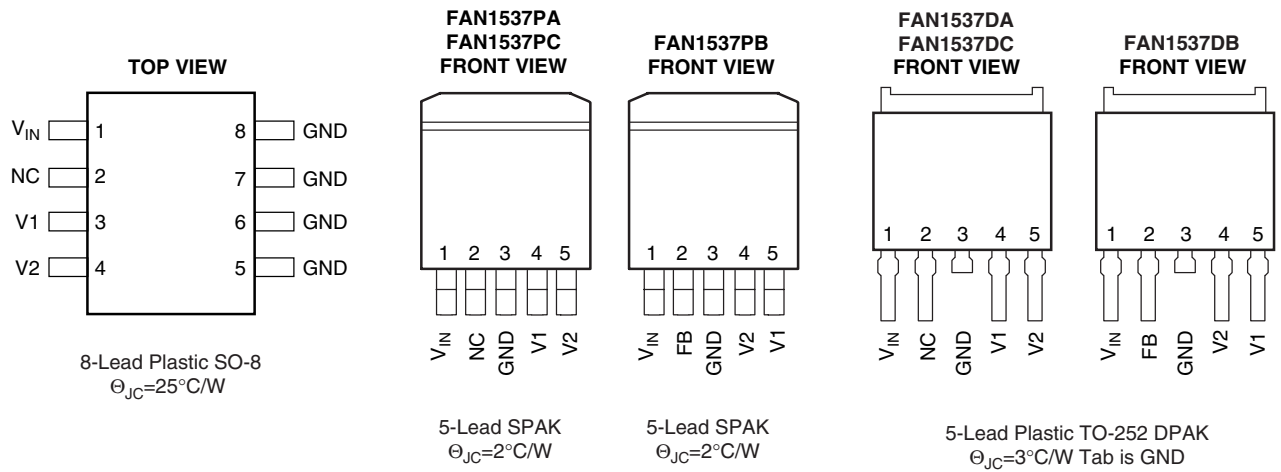 TOP VIEW
V_IN 1 8 GND
NC 2 7 GND
V1 3 6 GND
V2 4 5 GND
8-Lead Plastic SO-8
Θ_JC=25°C/W
FAN1537PA
FAN1537PC
FRONT VIEW
1 2 3 4 5
V_IN NC GND V1 V2
5-Lead SPAK
Θ_JC=2°C/W
FAN1537PB
FRONT VIEW
1 2 3 4 5
V_IN FB GND V2 V1
5-Lead SPAK
Θ_JC=2°C/W
FAN1537DA
FAN1537DC
FRONT VIEW
1 2 3 4 5
V_IN NC GND V1 V2
FAN1537DB
FRONT VIEW
1 2 3 4 5
V_IN FB GND V2 V1
5-Lead Plastic TO-252 DPAK
Θ_JC=3°C/W Tab is GND